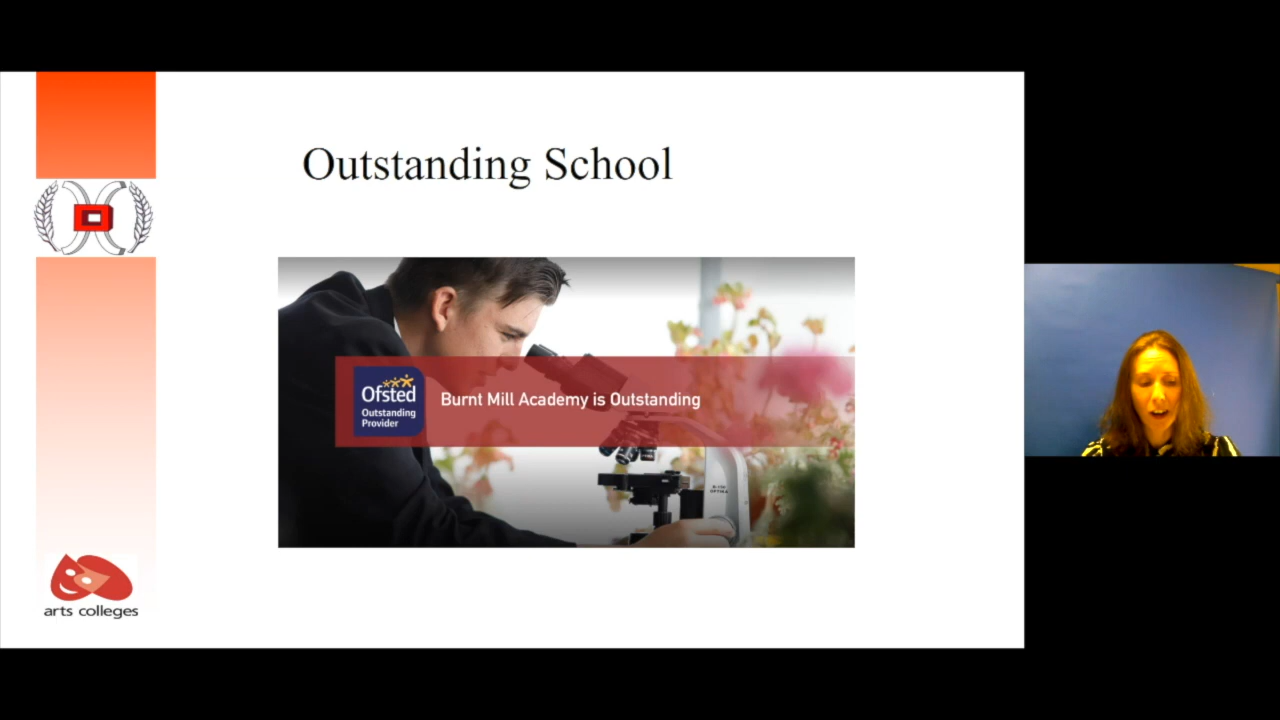 Outstanding School
Ofsted
Outstanding
Provider
Burnt Mill Academy is Outstanding
arts colleges